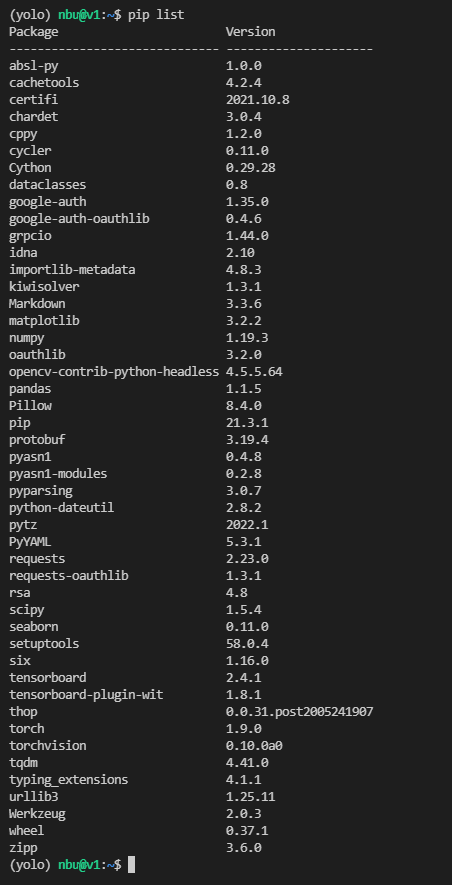 (yolo) nbu@v1:~$ pip list
Package Version
------------------------------ ---------------------
absl-py 1.0.0
cachetools 4.2.4
certifi 2021.10.8
chardet 3.0.4
cppy 1.2.0
cycler 0.11.0
Cython 0.29.28
dataclasses 0.8
google-auth 1.35.0
google-auth-oauthlib 0.4.6
grpcio 1.44.0
idna 2.10
importlib-metadata 4.8.3
kiwisolver 1.3.1
Markdown 3.3.6
matplotlib 3.2.2
numpy 1.19.3
oauthlib 3.2.0
opencv-contrib-python-headless 4.5.5.64
pandas 1.1.5
Pillow 8.4.0
pip 21.3.1
protobuf 3.19.4
pyasn1 0.4.8
pyasn1-modules 0.2.8
pyparsing 3.0.7
python-dateutil 2.8.2
pytz 2022.1
PyYAML 5.3.1
requests 2.23.0
requests-oauthlib 1.3.1
rsa 4.8
scipy 1.5.4
seaborn 0.11.0
setuptools 58.0.4
six 1.16.0
tensorboard 2.4.1
tensorboard-plugin-wit 1.8.1
thop 0.0.31.post2005241907
torch 1.9.0
torchvision 0.10.0a0
tqdm 4.41.0
typing_extensions 4.1.1
urllib3 1.25.11
Werkzeug 2.0.3
wheel 0.37.1
zipp 3.6.0
(yolo) nbu@v1:~$